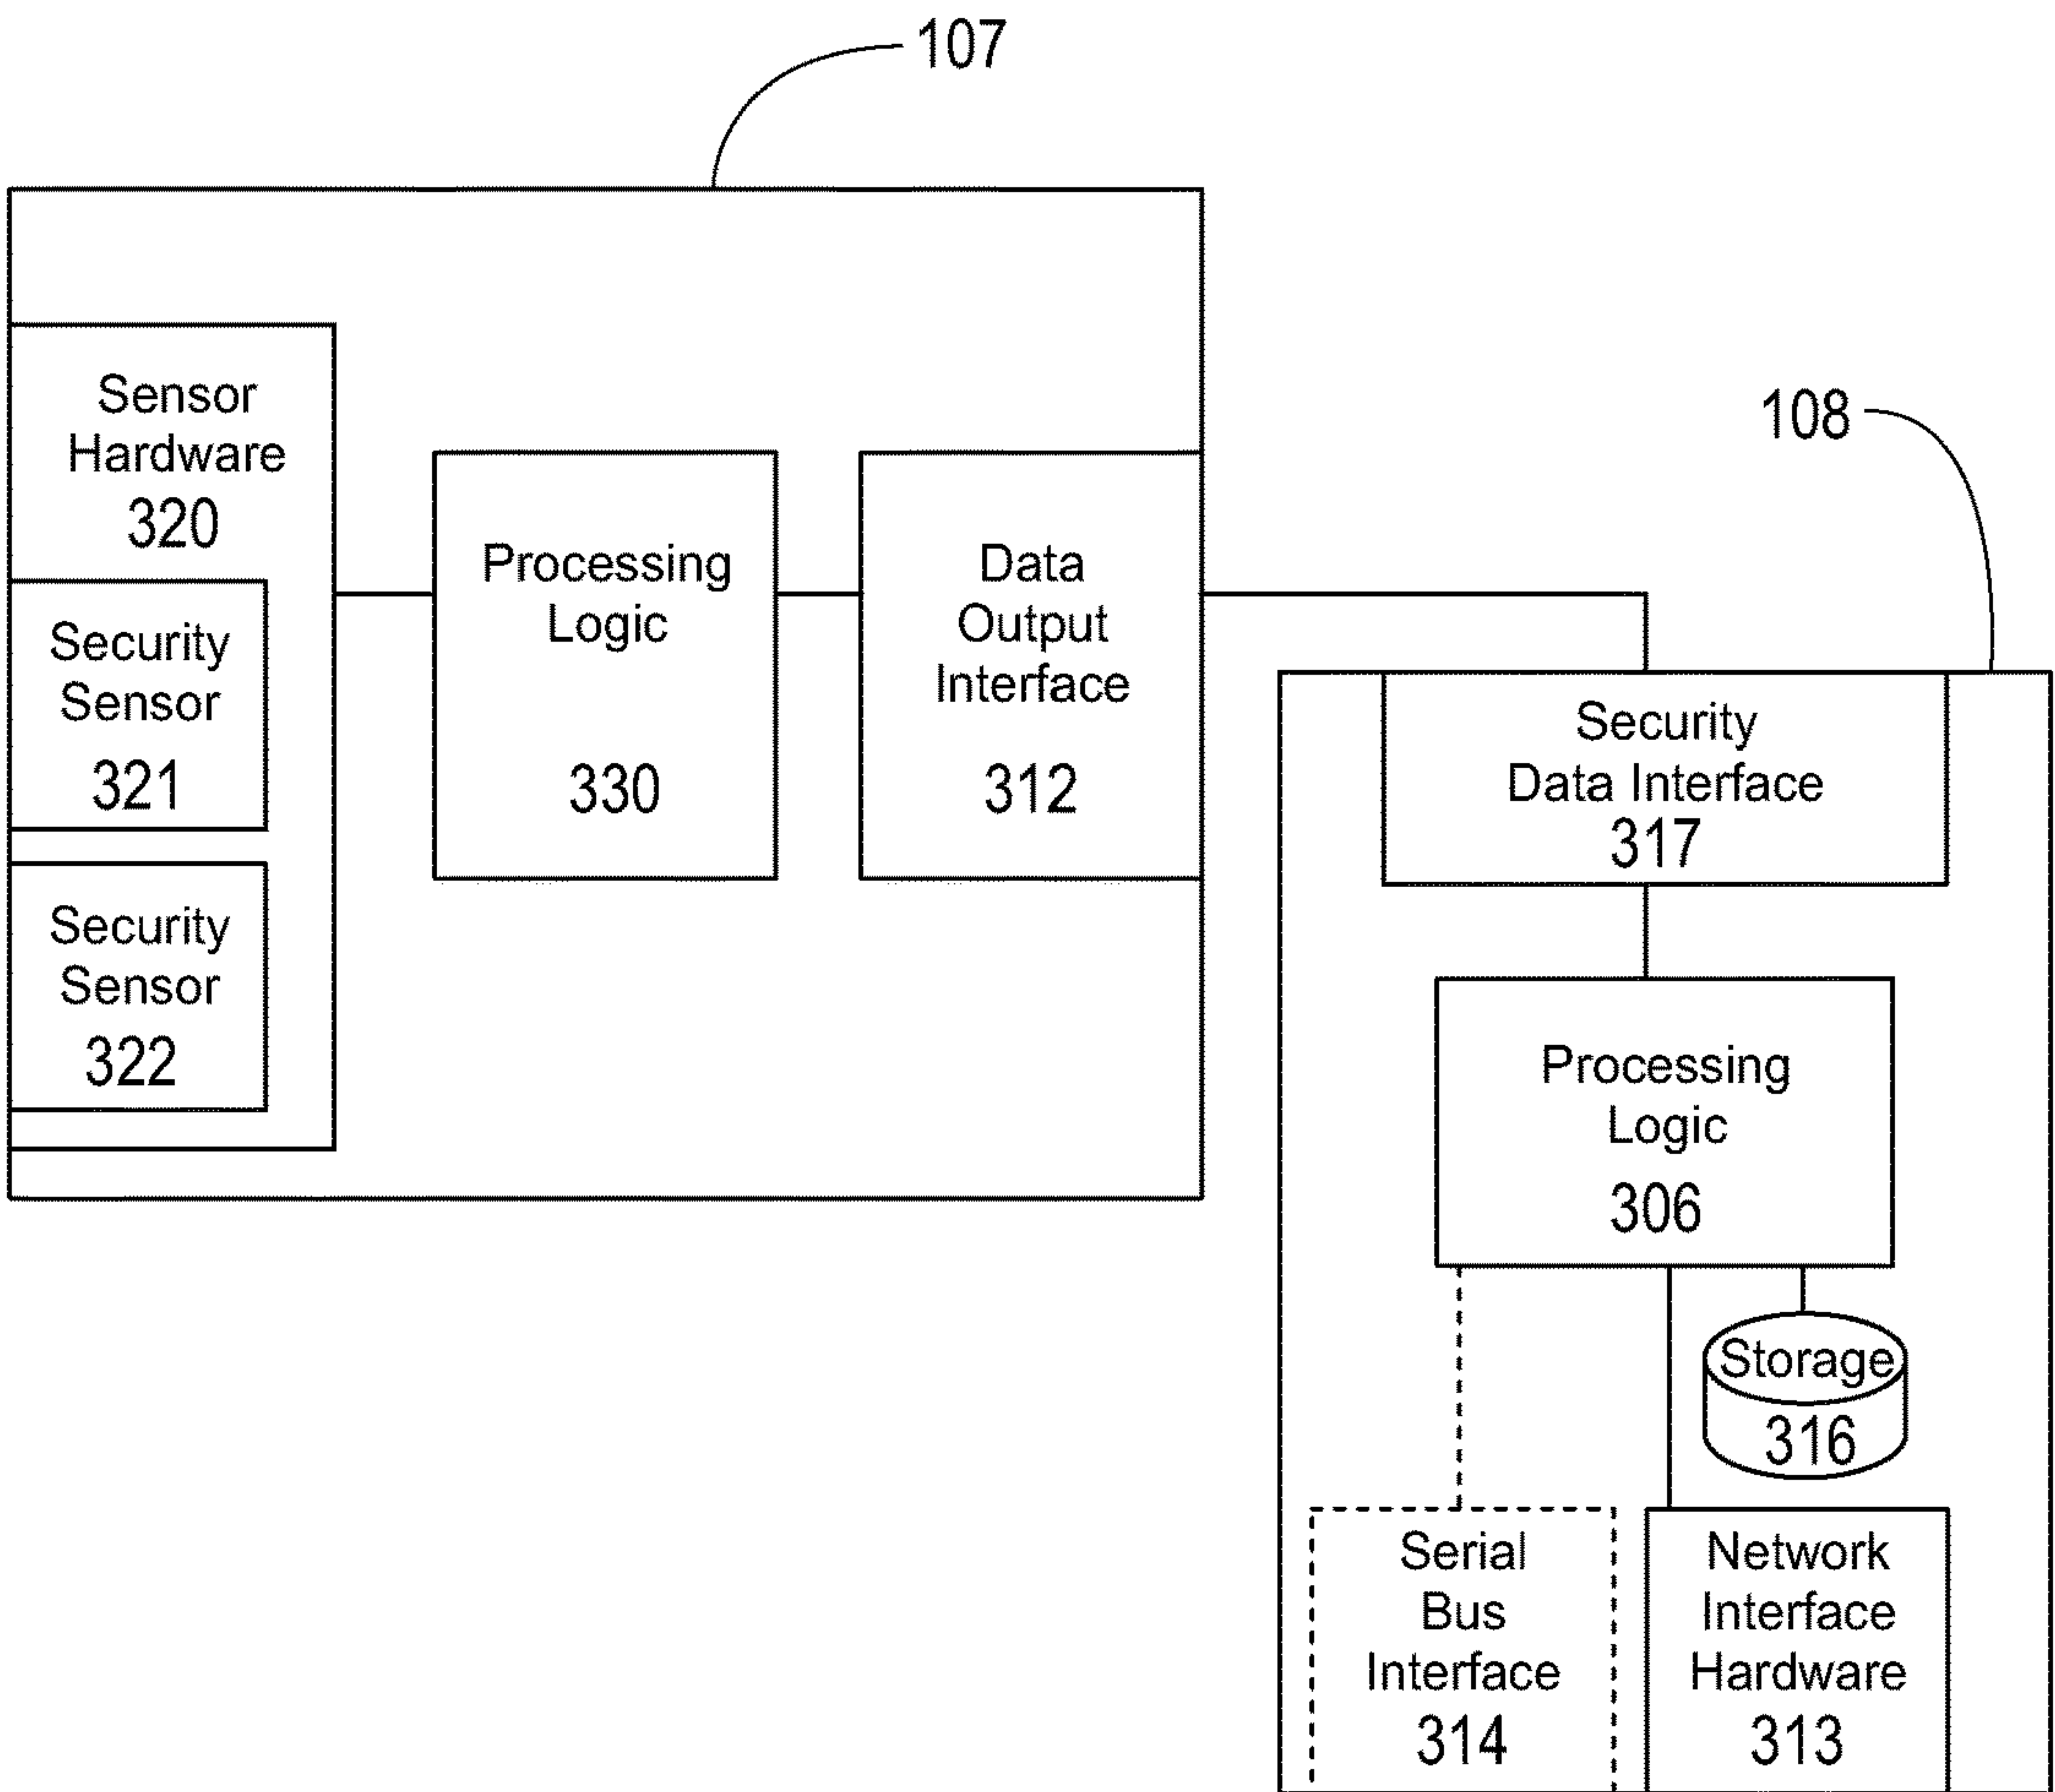 107
Sensor
Hardware
320
Security
Sensor
321
Security
Sensor
322
Processing
Logic
330
Data
Output
Interface
312
108
Security
Data Interface
317
Processing
Logic
306
Storage
316
Serial
Bus
Interface
314
Network
Interface
Hardware
313